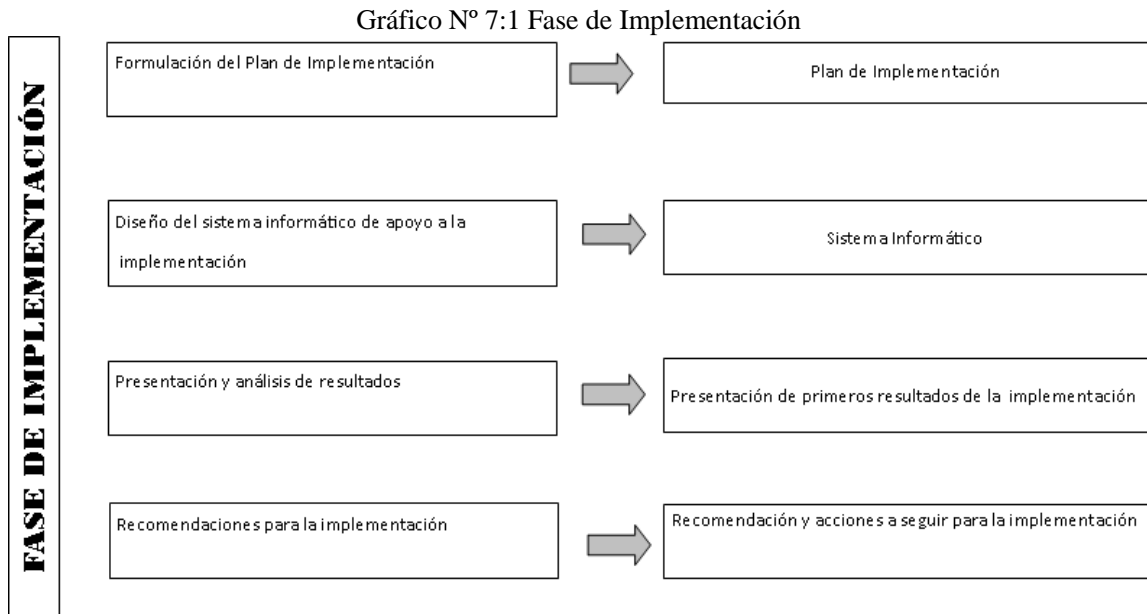 Gráfico Nº 7:1 Fase de Implementación
FASE DE IMPLEMENTACIÓN
Formulación del Plan de Implementación
Plan de Implementación
Diseño del sistema informático de apoyo a la
implementación
Sistema Informático
Presentación y análisis de resultados
Presentación de primeros resultados de la implementación
Recomendaciones para la implementación
Recomendación y acciones a seguir para la implementación